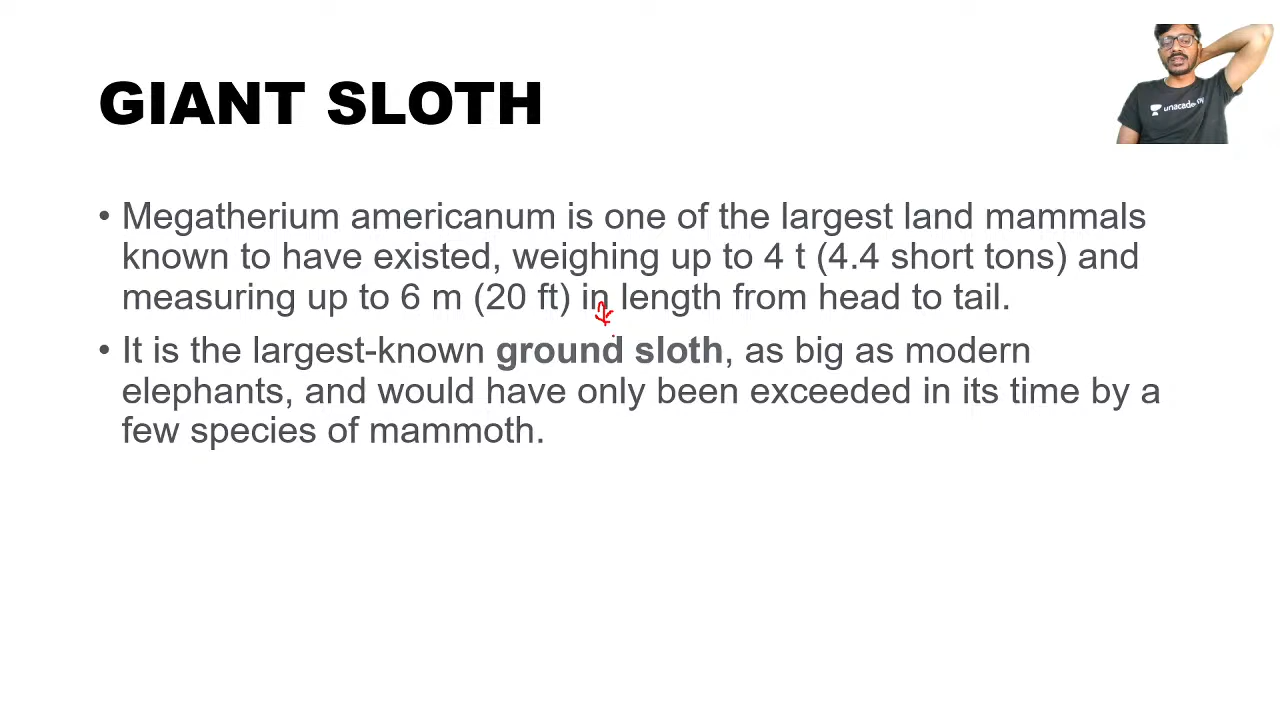 GIANT SLOTH
unacademy
• Megatherium americanum is one of the largest land mammals
known to have existed, weighing up to 4 t (4.4 short tons) and
measuring up to 6 m (20 ft) in length from head to tail.
• It is the largest-known ground sloth, as big as modern
elephants, and would have only been exceeded in its time by a
few species of mammoth.